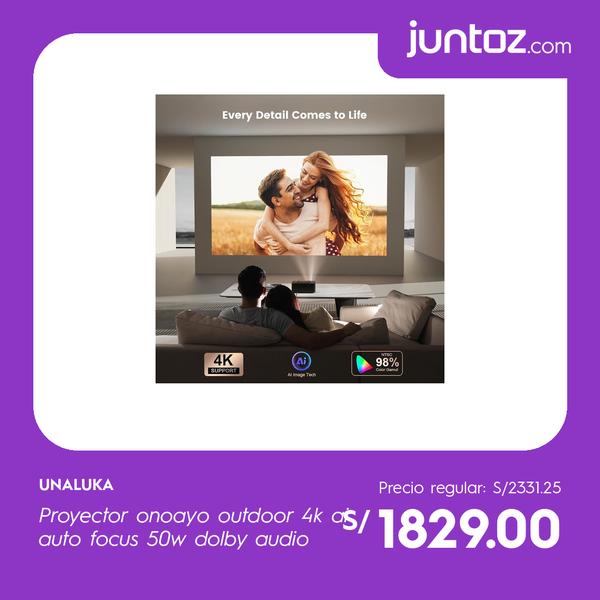 juntoz.com
Every Detail Comes to Life
4K
SUPPORT
Ai
AI Image Tech
NTSC
98%
Color Gamut
UNALUKA
Precio regular: S/2331.25
Proyector onoayo outdoor 4k ai
auto focus 50w dolby audio
S/ 1829.00